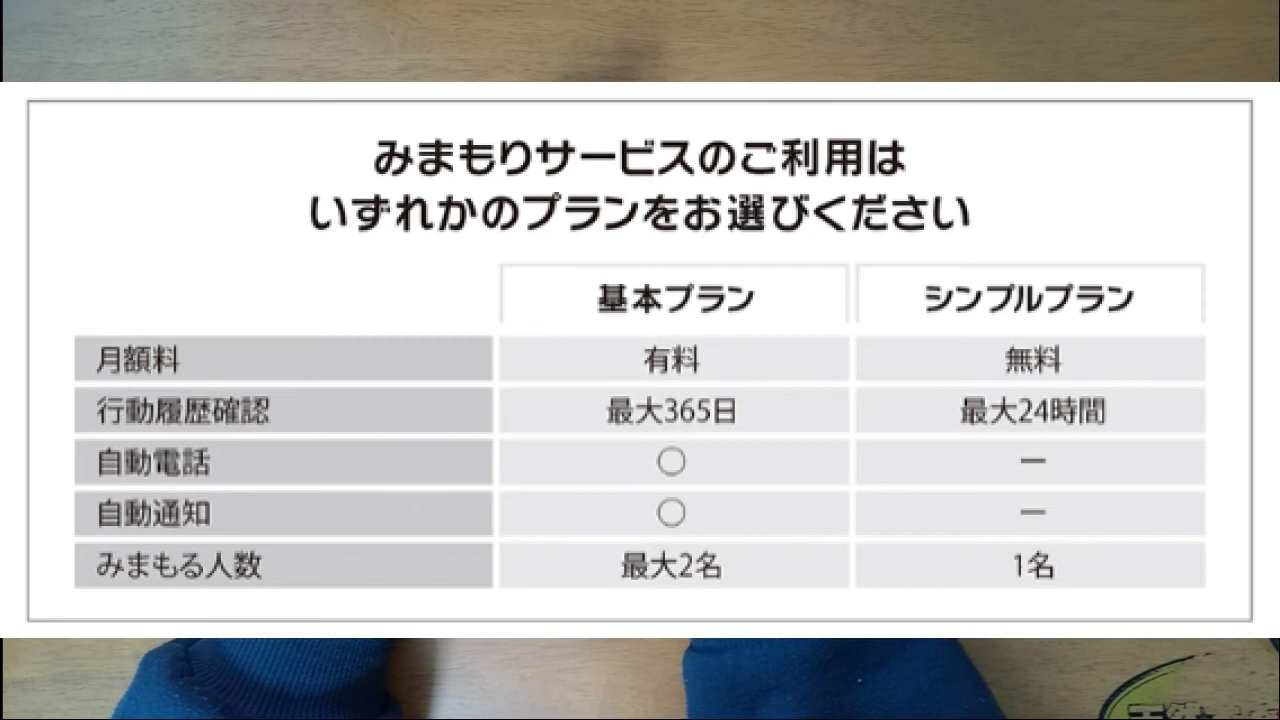 みまもりサービスのご利用は
いずれかのプランをお選びください
基本プラン シンプルプラン
月額料 有料 無料
行動履歴確認 最大365日 最大24時間
自動電話 ○ ー
自動通知 ○ ー
みまもる人数 最大2名 1名